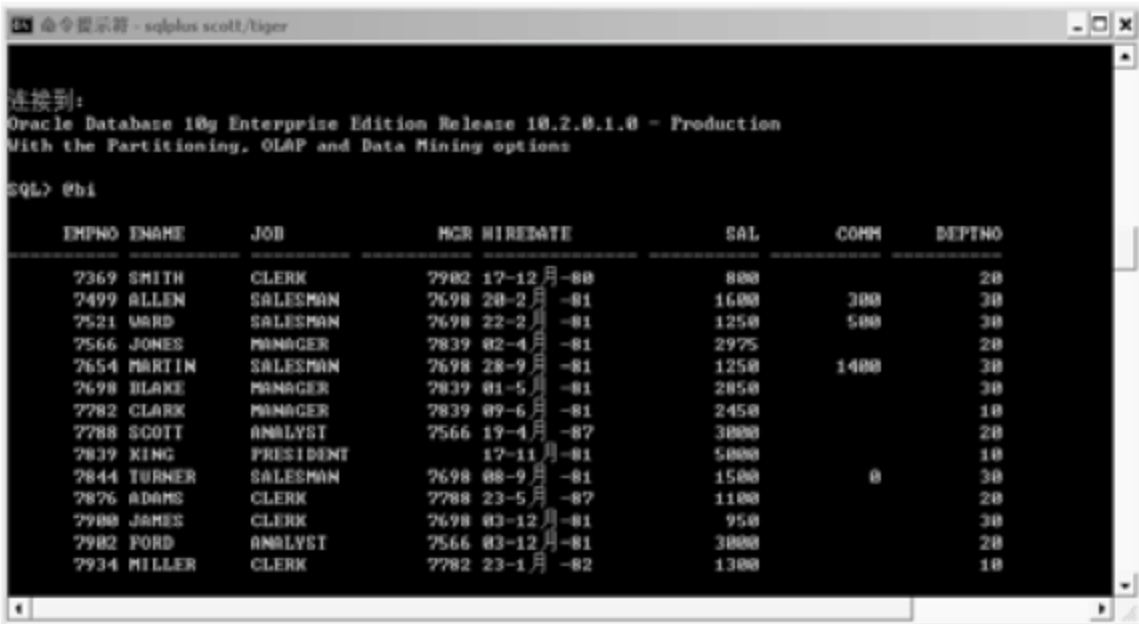 命令提示符 - sqlplus scott/tiger
连接到:
Oracle Database 10g Enterprise Edition Release 10.2.0.1.0 - Production
With the Partitioning, OLAP and Data Mining options
SQL> @bi
EMPNO ENAME JOB MGR HIREDATE SAL COMM DEPTNO
---------- ---------- --------- ---------- -------------- ---------- ---------- ----------
7369 SMITH CLERK 7902 17-12月-80 800 20
7499 ALLEN SALESMAN 7698 20-2月 -81 1600 300 30
7521 WARD SALESMAN 7698 22-2月 -81 1250 500 30
7566 JONES MANAGER 7839 02-4月 -81 2975 20
7654 MARTIN SALESMAN 7698 28-9月 -81 1250 1400 30
7698 BLAKE MANAGER 7839 01-5月 -81 2850 30
7782 CLARK MANAGER 7839 09-6月 -81 2450 10
7788 SCOTT ANALYST 7566 19-4月 -87 3000 20
7839 KING PRESIDENT 17-11月-81 5000 10
7844 TURNER SALESMAN 7698 08-9月 -81 1500 0 30
7876 ADAMS CLERK 7788 23-5月 -87 1100 20
7900 JAMES CLERK 7698 03-12月-81 950 30
7902 FORD ANALYST 7566 03-12月-81 3000 20
7934 MILLER CLERK 7782 23-1月 -82 1300 10